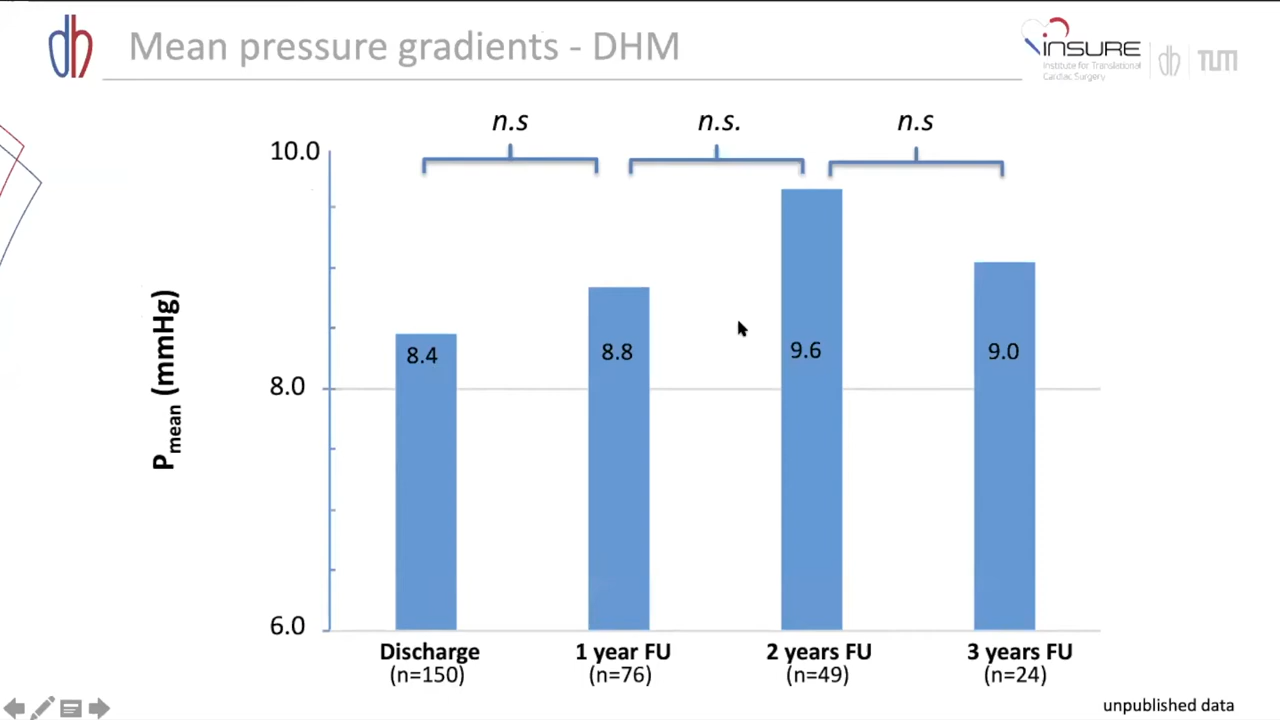 Mean pressure gradients - DHM
INSURE
Institute for Translational
Cardiac Surgery
TUM
n.s n.s. n.s
10.0
8.0
6.0
P mean (mmHg)
8.4 8.8 9.6 9.0
Discharge 1 year FU 2 years FU 3 years FU
(n=150) (n=76) (n=49) (n=24)
unpublished data